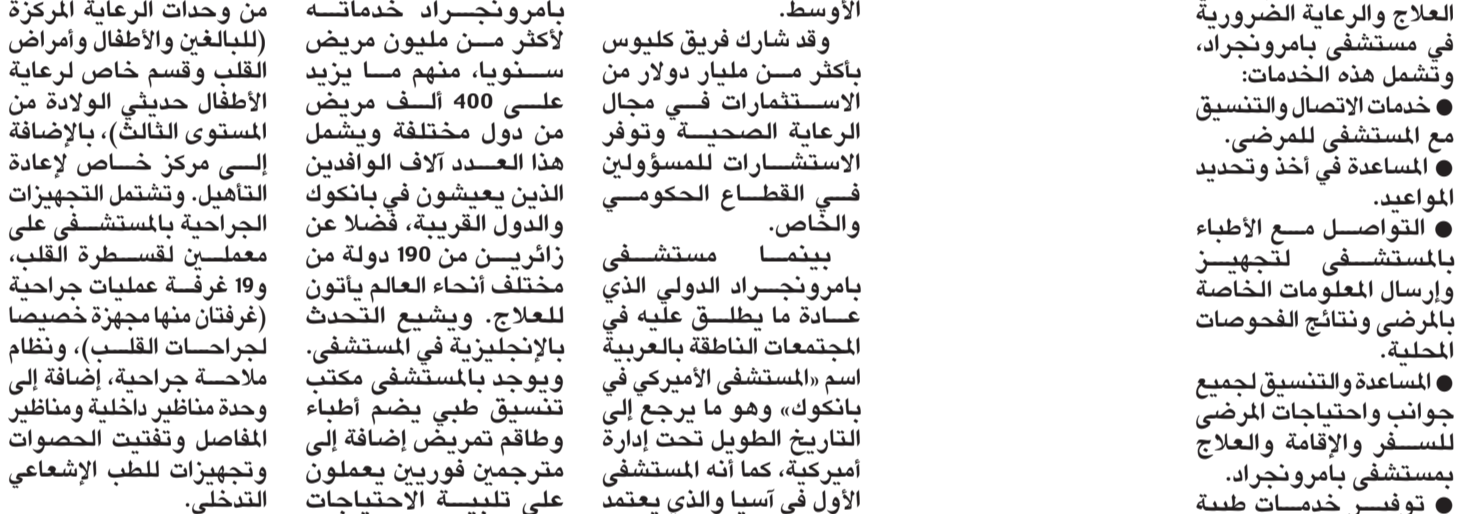 العلاج والرعاية الضرورية
في مستشفى بامرونجراد،
وتشمل هذه الخدمات:
● خدمات الاتصال والتنسيق
مع المستشفى للمرضى.
● المساعدة في أخذ وتحديد
المواعيد.
● التواصل مع الأطباء
بالمستشفى لتجهيز
وإرسال المعلومات الخاصة
بالمرضى ونتائج الفحوصات
المحلية.
● المساعدة والتنسيق لجميع
جوانب واحتياجات المرضى
للسفر والإقامة والعلاج
بمستشفى بامرونجراد.
● توفير خدمات طبية
الأوسط.
وقد شارك فريق كليوس
بأكثر من مليار دولار من
الاستثمارات في مجال
الرعاية الصحية وتوفر
الاستشارات للمسؤولين
في القطاع الحكومي
والخاص.
بينما مستشفى
بامرونجراد الدولي الذي
عادة ما يطلق عليه في
المجتمعات الناطقة بالعربية
اسم «المستشفى الأميركي في
بانكوك» وهو ما يرجع إلى
التاريخ الطويل تحت إدارة
أميركية، كما أنه المستشفى
الأول في آسيا والذي يعتمد
بامرونجراد خدماته
لأكثر من مليون مريض
سنويا، منهم ما يزيد
على 400 ألف مريض
من دول مختلفة ويشمل
هذا العدد آلاف الوافدين
الذين يعيشون في بانكوك
والدول القريبة، فضلا عن
زائرين من 190 دولة من
مختلف أنحاء العالم يأتون
للعلاج. ويشيع التحدث
بالإنجليزية في المستشفى.
ويوجد بالمستشفى مكتب
تنسيق طبي يضم أطباء
وطاقم تمريض إضافة إلى
مترجمين فوريين يعملون
على تلبية الاحتياجات
من وحدات الرعاية المركزة
(للبالغين والأطفال وأمراض
القلب وقسم خاص لرعاية
الأطفال حديثي الولادة من
المستوى الثالث)، بالإضافة
إلى مركز خاص لإعادة
التأهيل. وتشتمل التجهيزات
الجراحية بالمستشفى على
معملين لقسطرة القلب،
و19 غرفة عمليات جراحية
(غرفتان منها مجهزة خصيصا
لجراحات القلب)، ونظام
ملاحة جراحية، إضافة إلى
وحدة مناظير داخلية ومناظير
المفاصل وتفتيت الحصوات
وتجهيزات للطب الإشعاعي
التدخلي.